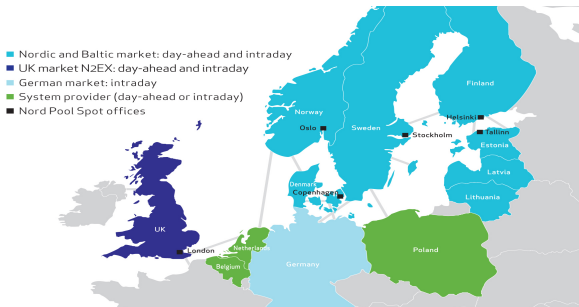 Nordic and Baltic market: day-ahead and intraday
UK market N2EX: day-ahead and intraday
German market: intraday
System provider (day-ahead or intraday)
Nord Pool Spot offices
Finland
Norway
Oslo
Sweden
Helsinki
Stockholm
Tallinn
Estonia
Latvia
Denmark
Copenhagen
Lithuania
UK
London
Netherlands
Belgium
Germany
Poland